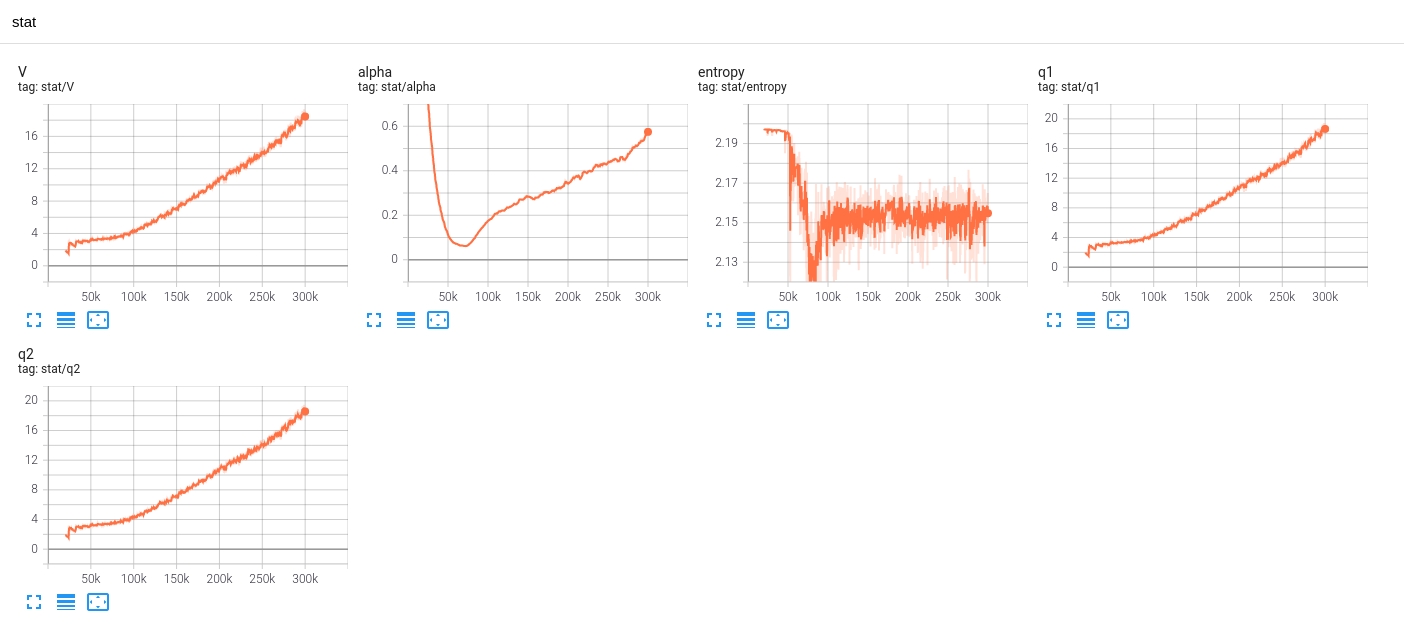 stat
V
tag: stat/V
16
12
8
4
0
50k 100k 150k 200k 250k 300k
alpha
tag: stat/alpha
0.6
0.4
0.2
0
50k 100k 150k 200k 250k 300k
entropy
tag: stat/entropy
2.19
2.17
2.15
2.13
50k 100k 150k 200k 250k 300k
q1
tag: stat/q1
20
16
12
8
4
0
50k 100k 150k 200k 250k 300k
q2
tag: stat/q2
20
16
12
8
4
0
50k 100k 150k 200k 250k 300k